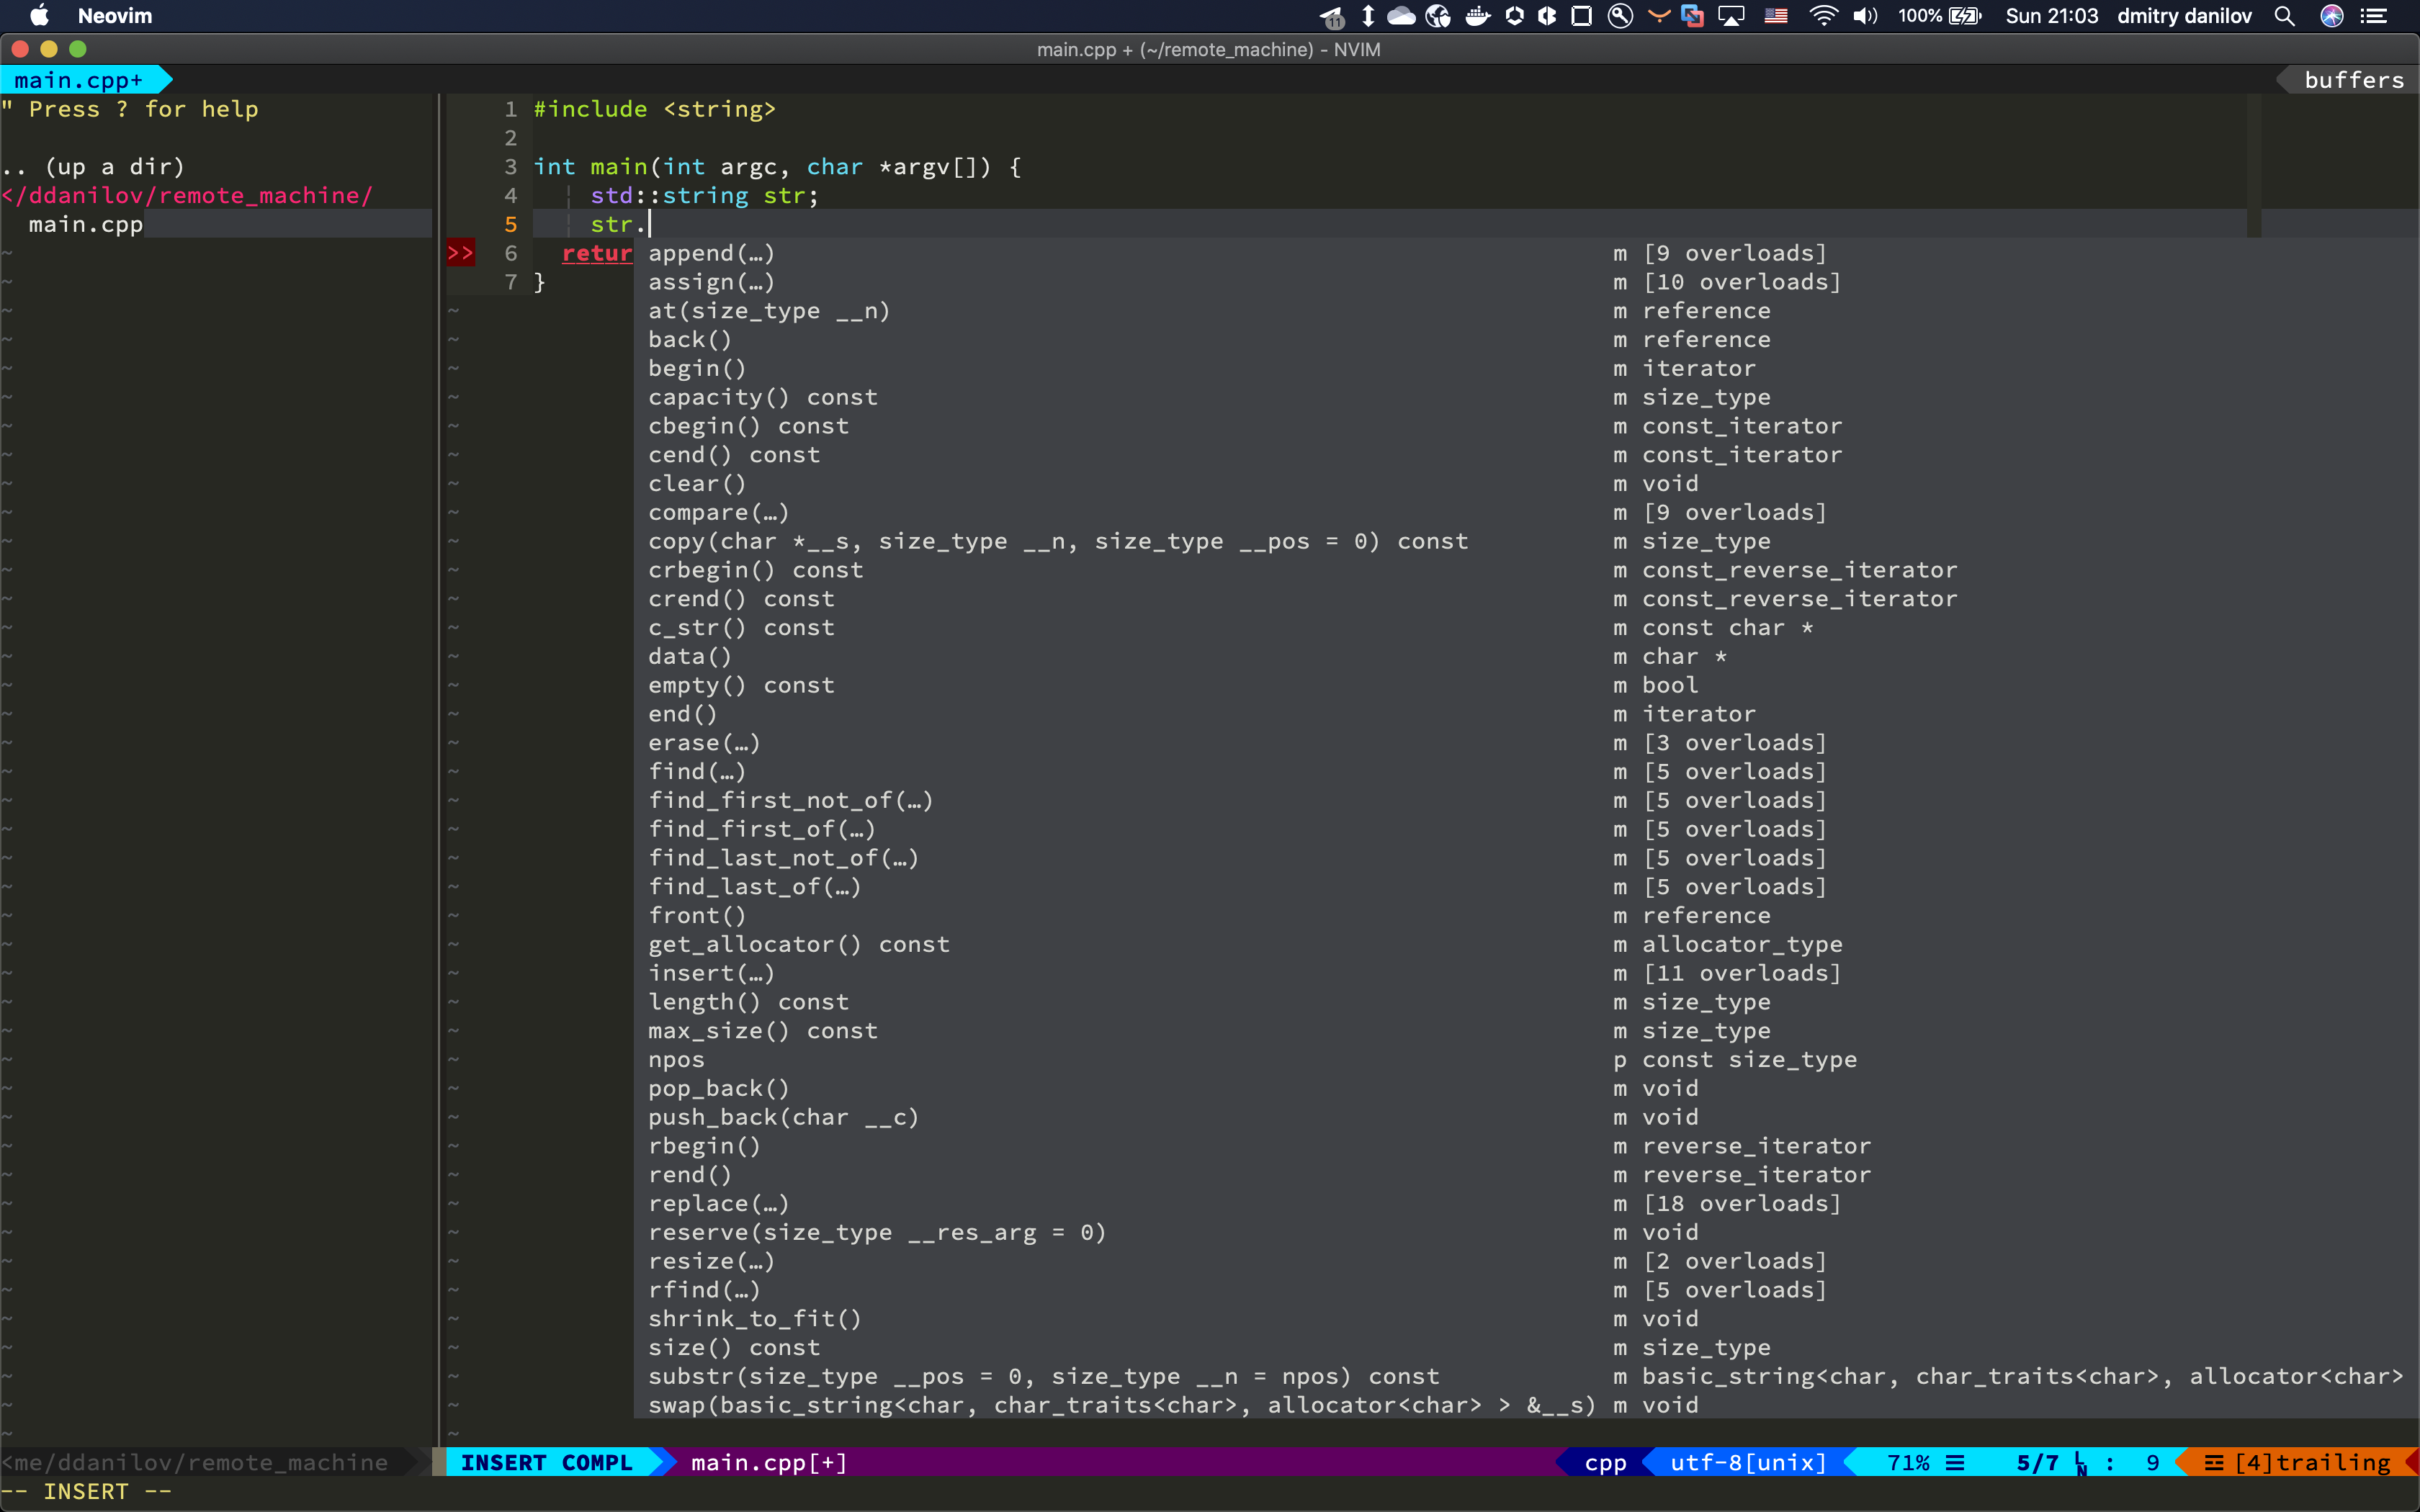 Neovim 11 100% Sun 21:03 dmitry danilov
main.cpp + (~/remote_machine) - NVIM
main.cpp+ buffers
" Press ? for help
.. (up a dir)
</ddanilov/remote_machine/
main.cpp
1 #include <string>
2
3 int main(int argc, char *argv[]) {
4 std::string str;
5 str.
>> 6 retur
7 }
append(…) m [9 overloads]
assign(…) m [10 overloads]
at(size_type __n) m reference
back() m reference
begin() m iterator
capacity() const m size_type
cbegin() const m const_iterator
cend() const m const_iterator
clear() m void
compare(…) m [9 overloads]
copy(char *__s, size_type __n, size_type __pos = 0) const m size_type
crbegin() const m const_reverse_iterator
crend() const m const_reverse_iterator
c_str() const m const char *
data() m char *
empty() const m bool
end() m iterator
erase(…) m [3 overloads]
find(…) m [5 overloads]
find_first_not_of(…) m [5 overloads]
find_first_of(…) m [5 overloads]
find_last_not_of(…) m [5 overloads]
find_last_of(…) m [5 overloads]
front() m reference
get_allocator() const m allocator_type
insert(…) m [11 overloads]
length() const m size_type
max_size() const m size_type
npos p const size_type
pop_back() m void
push_back(char __c) m void
rbegin() m reverse_iterator
rend() m reverse_iterator
replace(…) m [18 overloads]
reserve(size_type __res_arg = 0) m void
resize(…) m [2 overloads]
rfind(…) m [5 overloads]
shrink_to_fit() m void
size() const m size_type
substr(size_type __pos = 0, size_type __n = npos) const m basic_string<char, char_traits<char>, allocator<char>
swap(basic_string<char, char_traits<char>, allocator<char> > &__s) m void
<me/ddanilov/remote_machine INSERT COMPL main.cpp[+] cpp utf-8[unix] 71% ☰ 5/7 LN : 9 ☲ [4]trailing
-- INSERT --